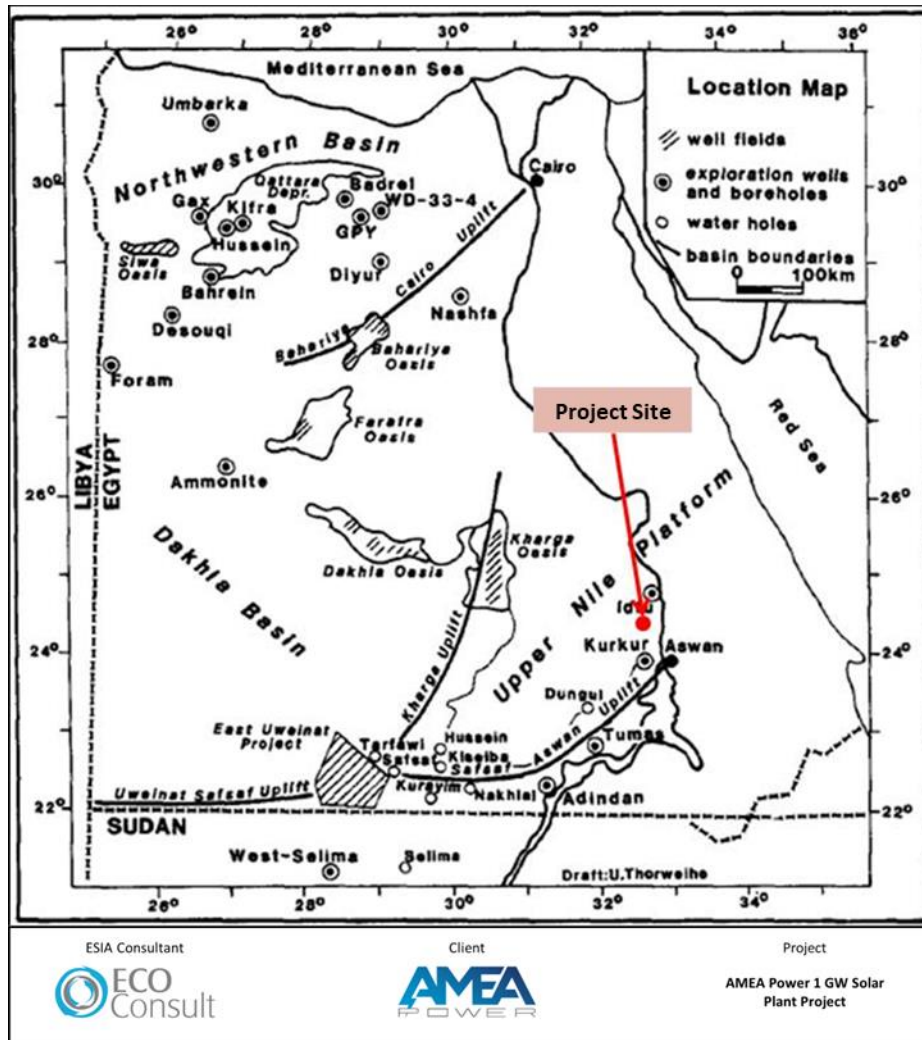 26° 28° 30° 32° 34° 36°
Mediterranean Sea
Location Map
well fields
exploration wells
and boreholes
water holes
basin boundaries
0 100km
Umbarka
Northwestern Basin
Cairo
30° 30°
Qattara
Depr.
Badrel
WD-33-4
Gax
Kifra
GPY
Hussein
Siwa
Oasis
Diyur
Bahrein
Nashfa
Desouqi
Bahariya Cairo Uplift
Bahariya
Oasis
28° 28°
Foram
Project Site
Farafra
Oasis
Red Sea
Ammonite
26° 26°
LIBYA
EGYPT
Dakhla Basin
Dakhla Oasis
Kharga
Oasis
Upper Nile Platform
Idfu
24° 24°
Kurkur
Aswan
Kharga Uplift
Dungul
East Uweinat
Project
Tarfawi
Safsaf
Hussein
Kiseiba
Safsaf Aswan Uplift
Tumas
Uweinat Safsaf Uplift
Kurayim
Nakhlai
Adindan
22° 22°
SUDAN
West-Selima
Selima
Draft:U.Thorweihe
26° 28° 30° 32° 34° 36°
ESIA Consultant
ECO
Consult
Client
AMEA
POWER
Project
AMEA Power 1 GW Solar
Plant Project